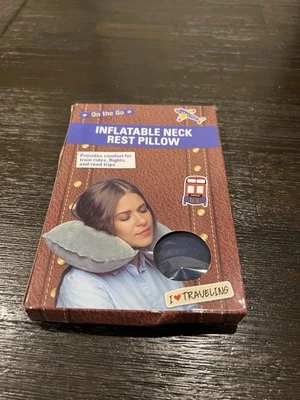 On the Go
INFLATABLE NECK
REST PILLOW
Provides comfort for
train rides, flights,
and road trips
I ♥ TRAVELING